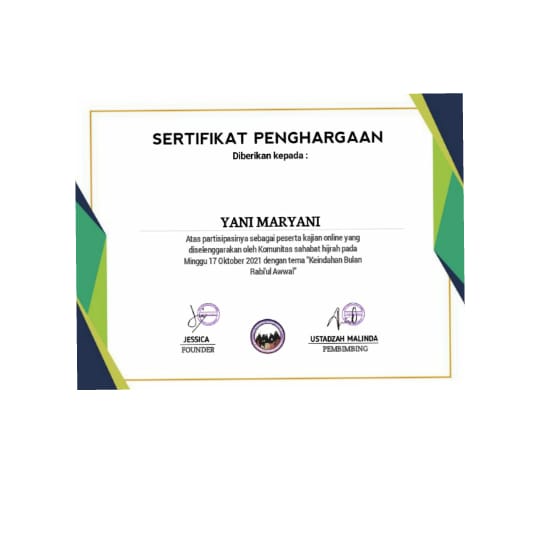 SERTIFIKAT PENGHARGAAN
Diberikan kepada :
YANI MARYANI
Atas partisipasinya sebagai peserta kajian online yang
diselenggarakan oleh Komunitas sahabat hijrah pada
Minggu 17 Oktober 2021 dengan tema "Keindahan Bulan
Rabi'ul Awwal"
JESSICA
FOUNDER
USTADZAH MALINDA
PEMBIMBING